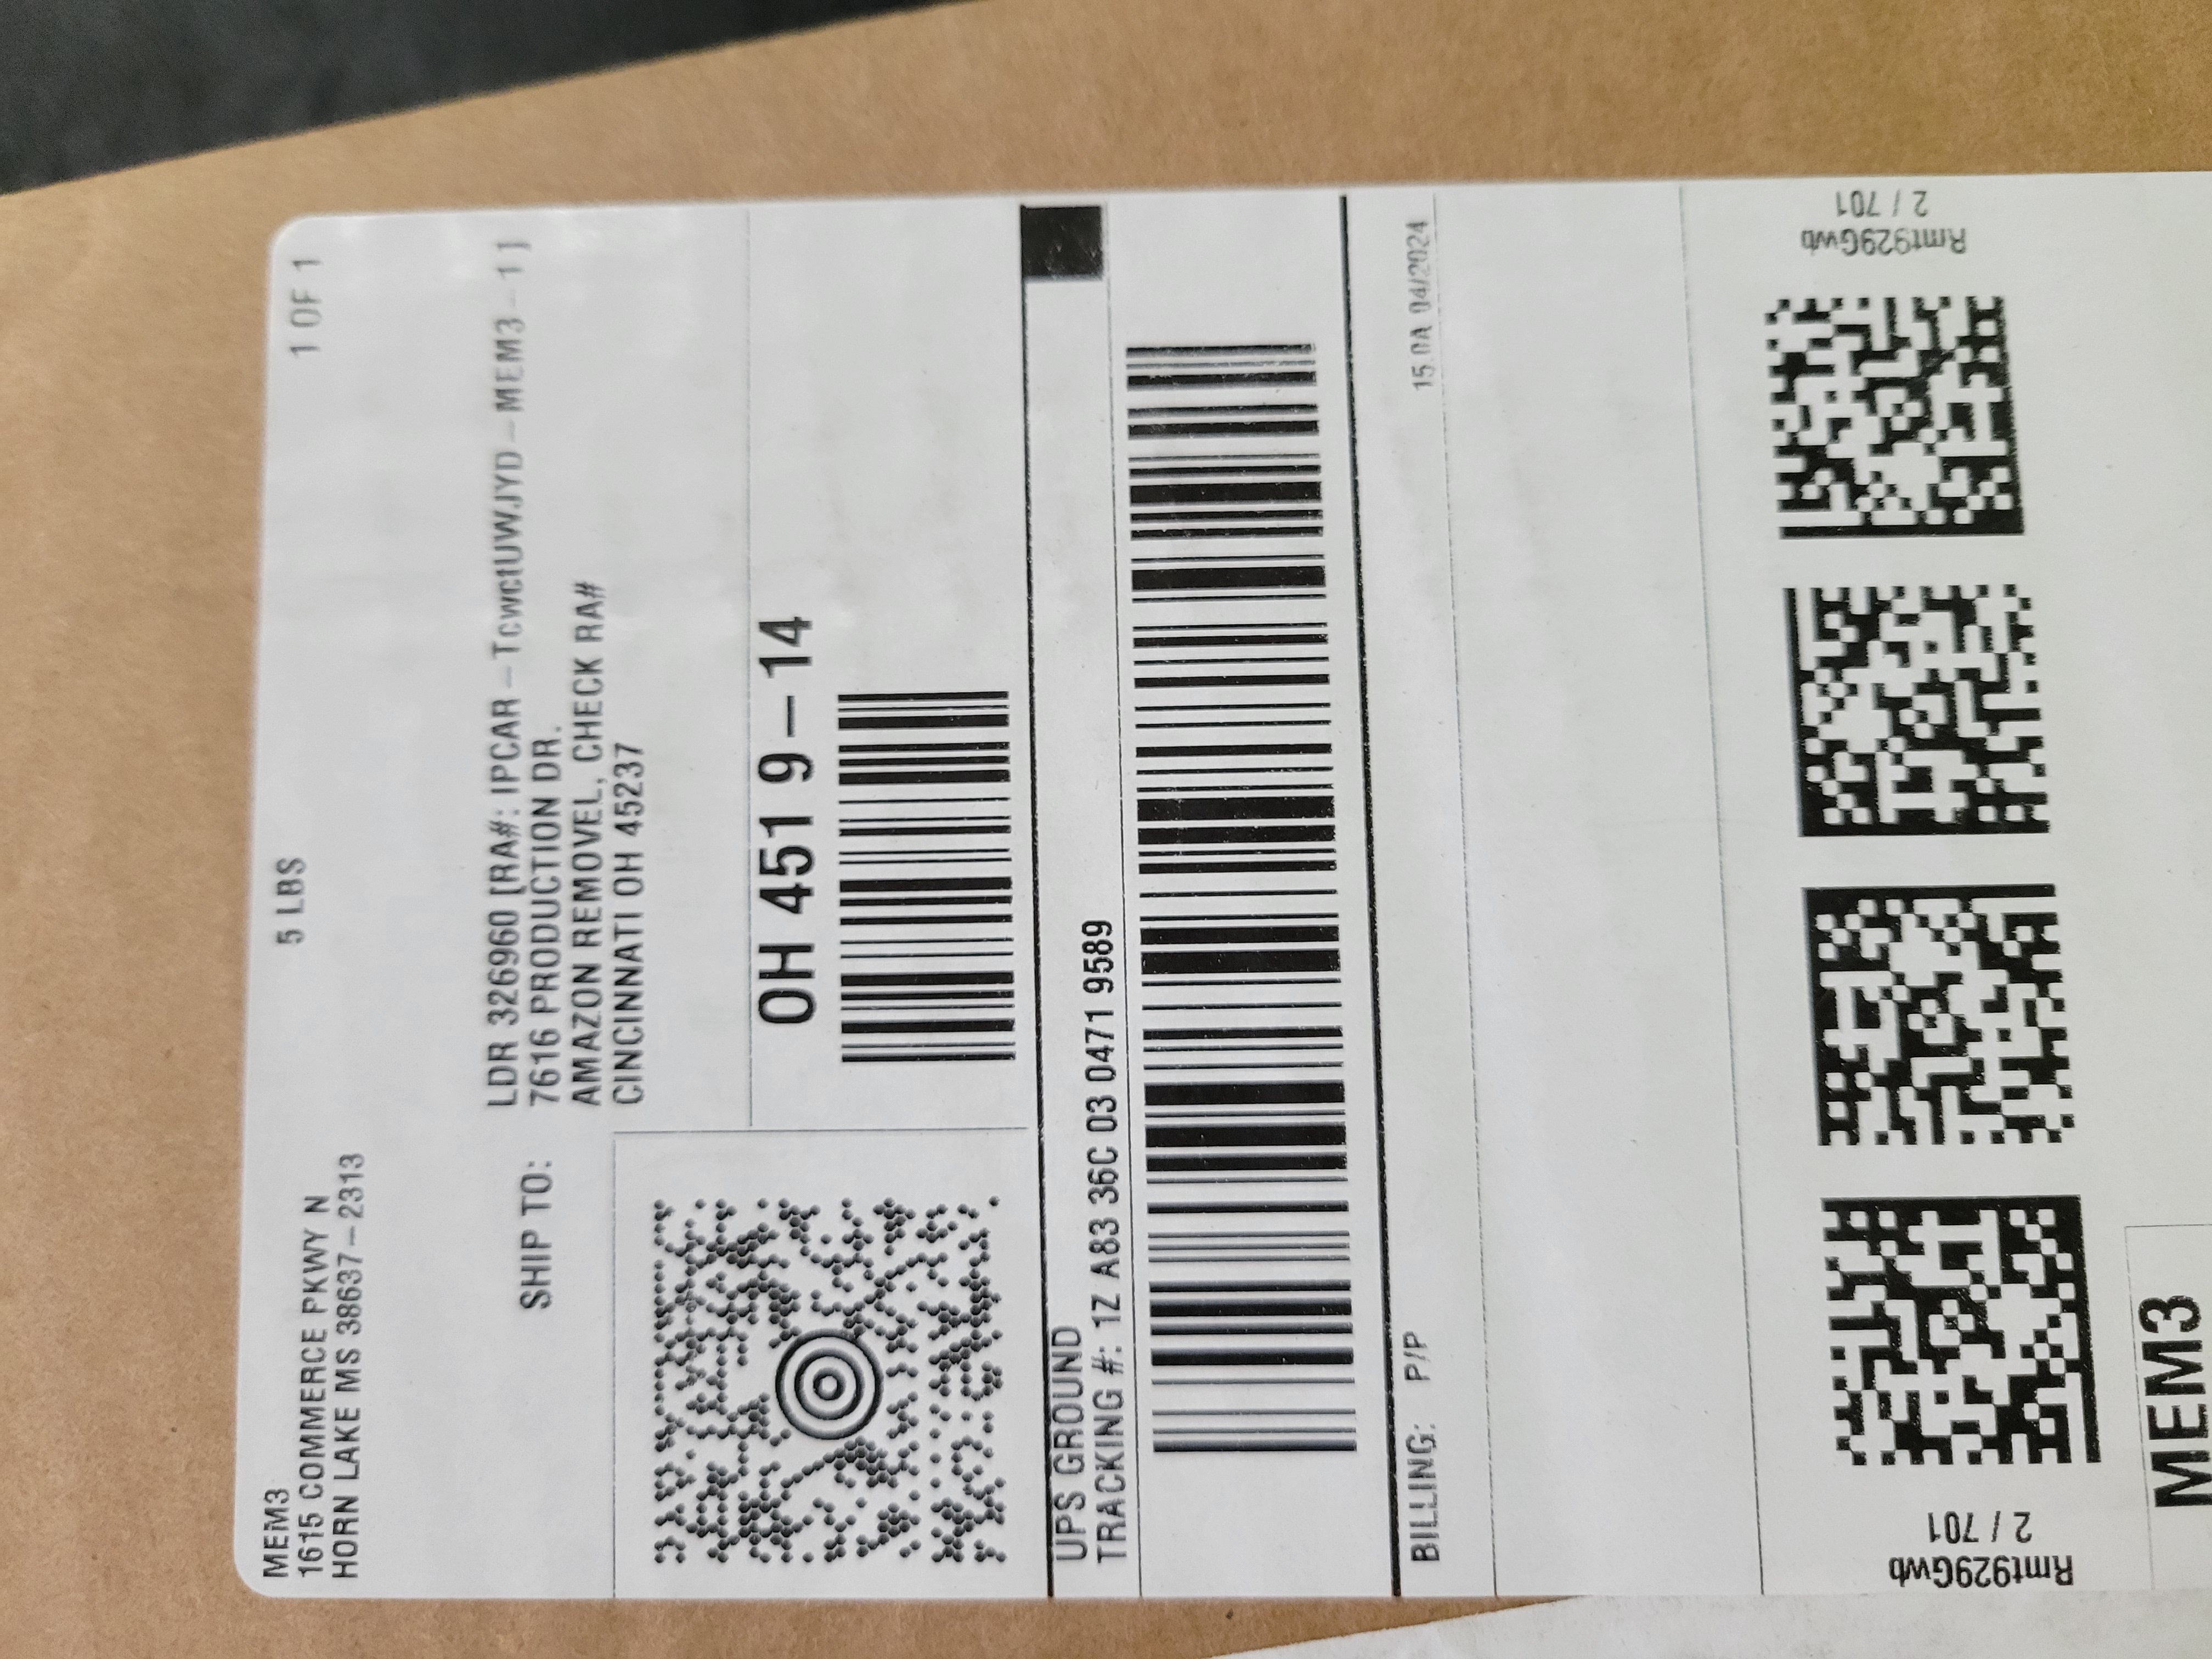 MEM3
1615 COMMERCE PKWY N
HORN LAKE MS 38637-2313
5 LBS
1 OF 1
SHIP TO:
LDR 326960 [RA#: IPCAR-TcwctUWJYD-MEM3-1]
7616 PRODUCTION DR.
AMAZON REMOVEL, CHECK RA#
CINCINNATI OH 45237
OH 451 9-14
UPS GROUND
TRACKING #: 1Z A83 36C 03 0471 9589
BILLING: P/P
15.0A 04/2024
Rmt929Gwb
2 / 701
Rmt929Gwb
2 / 701
MEM3